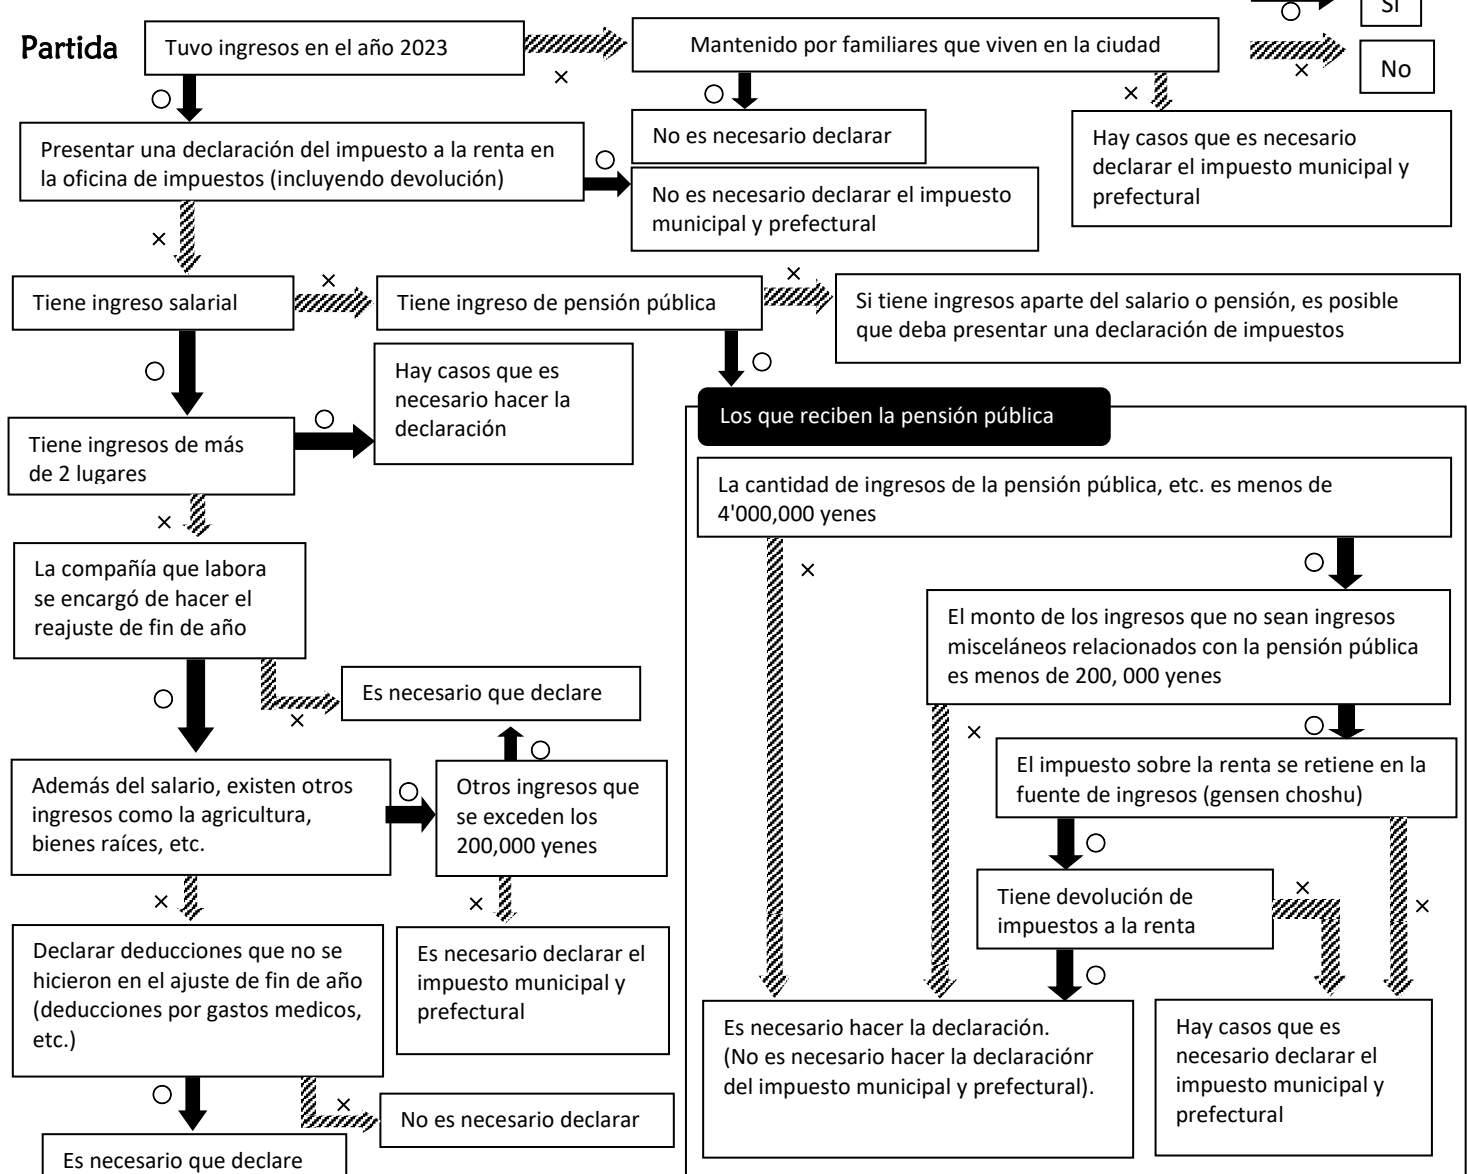 Sí
Partida
Tuvo ingresos en el año 2023
Mantenido por familiares que viven en la ciudad
No
No es necesario declarar
Presentar una declaración del impuesto a la renta en
la oficina de impuestos (incluyendo devolución)
No es necesario declarar el impuesto
municipal y prefectural
Hay casos que es necesario
declarar el impuesto municipal y
prefectural
Tiene ingreso salarial
Tiene ingreso de pensión pública
Si tiene ingresos aparte del salario o pensión, es posible
que deba presentar una declaración de impuestos
Hay casos que es
necesario hacer la
declaración
Tiene ingresos de más
de 2 lugares
Los que reciben la pensión pública
La cantidad de ingresos de la pensión pública, etc. es menos de
4'000,000 yenes
La compañía que labora
se encargó de hacer el
reajuste de fin de año
El monto de los ingresos que no sean ingresos
misceláneos relacionados con la pensión pública
es menos de 200, 000 yenes
Es necesario que declare
Además del salario, existen otros
ingresos como la agricultura,
bienes raíces, etc.
Otros ingresos que
se exceden los
200,000 yenes
El impuesto sobre la renta se retiene en la
fuente de ingresos (gensen choshu)
Tiene devolución de
impuestos a la renta
Declarar deducciones que no se
hicieron en el ajuste de fin de año
(deducciones por gastos medicos,
etc.)
Es necesario declarar el
impuesto municipal y
prefectural
Es necesario hacer la declaración.
(No es necesario hacer la declaraciónr
del impuesto municipal y prefectural).
Hay casos que es
necesario declarar el
impuesto municipal y
prefectural
No es necesario declarar
Es necesario que declare